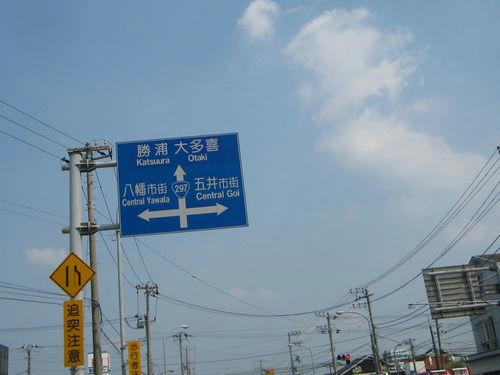 勝浦 大多喜
Katsuura Otaki
八幡市街 297 五井市街
Central Yawata Central Goi
追突注意